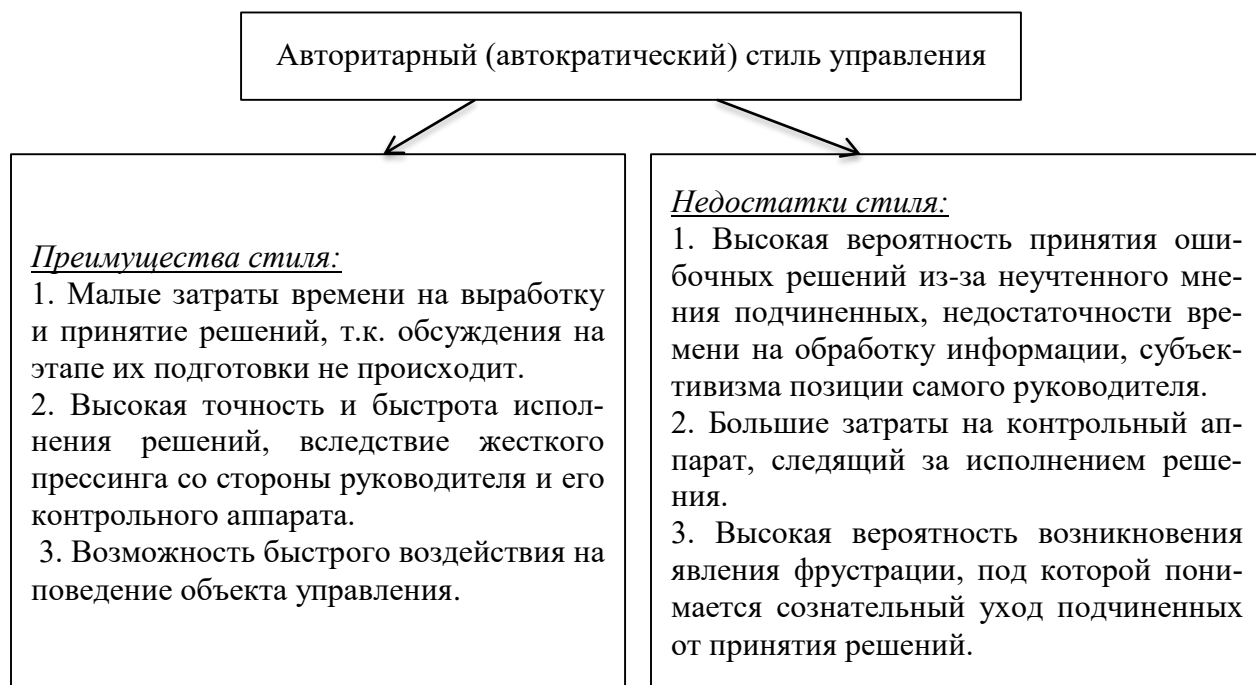 Авторитарный (автократический) стиль управления
Преимущества стиля:
1. Малые затраты времени на выработку
и принятие решений, т.к. обсуждения на
этапе их подготовки не происходит.
2. Высокая точность и быстрота испол-
нения решений, вследствие жесткого
прессинга со стороны руководителя и его
контрольного аппарата.
3. Возможность быстрого воздействия на
поведение объекта управления.
Недостатки стиля:
1. Высокая вероятность принятия оши-
бочных решений из-за неучтенного мне-
ния подчиненных, недостаточности вре-
мени на обработку информации, субъек-
тивизма позиции самого руководителя.
2. Большие затраты на контрольный ап-
парат, следящий за исполнением реше-
ния.
3. Высокая вероятность возникновения
явления фрустрации, под которой пони-
мается сознательный уход подчиненных
от принятия решений.